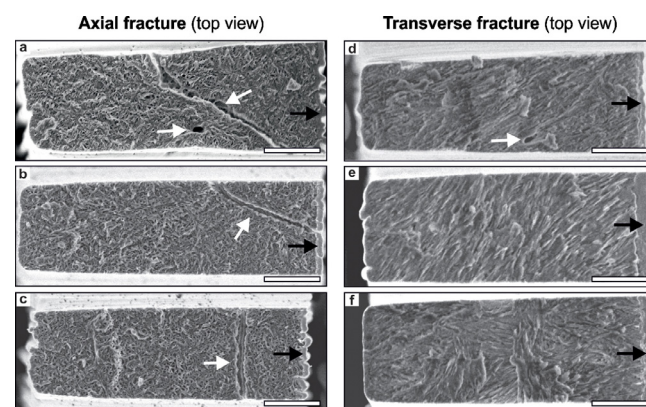 Axial fracture (top view)
Transverse fracture (top view)
a
d
b
e
c
f